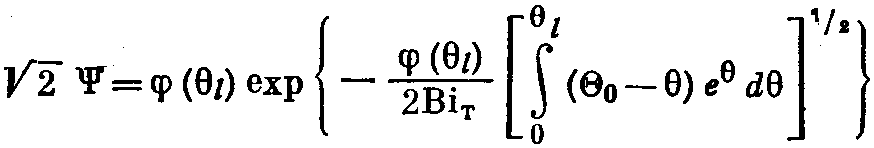 √2 Ψ = φ (θ_l) exp { − φ (θ_l) / 2Bi_т [ ∫_0^{θ_l} (Θ_0 − θ) e^θ dθ ]^{1/2} }